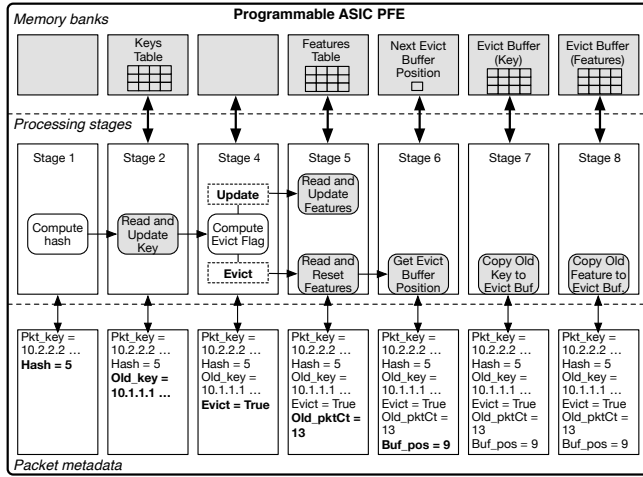 Programmable ASIC PFE
Memory banks
Keys
Table
Features
Table
Next Evict
Buffer
Position
Evict Buffer
(Key)
Evict Buffer
(Features)
Processing stages
Stage 1
Stage 2
Stage 4
Stage 5
Stage 6
Stage 7
Stage 8
Compute
hash
Read and
Update
Key
Update
Compute
Evict Flag
Evict
Read and
Update
Features
Read and
Reset
Features
Get Evict
Buffer
Position
Copy Old
Key to
Evict Buf.
Copy Old
Feature to
Evict Buf.
Pkt_key =
10.2.2.2 ...
Hash = 5
Pkt_key =
10.2.2.2 ...
Hash = 5
Old_key =
10.1.1.1 ...
Pkt_key =
10.2.2.2 ...
Hash = 5
Old_key =
10.1.1.1 ...
Evict = True
Pkt_key =
10.2.2.2 ...
Hash = 5
Old_key =
10.1.1.1 ...
Evict = True
Old_pktCt =
13
Pkt_key =
10.2.2.2 ...
Hash = 5
Old_key =
10.1.1.1 ...
Evict = True
Old_pktCt =
13
Buf_pos = 9
Pkt_key =
10.2.2.2 ...
Hash = 5
Old_key =
10.1.1.1 ...
Evict = True
Old_pktCt =
13
Buf_pos = 9
Pkt_key =
10.2.2.2 ...
Hash = 5
Old_key =
10.1.1.1 ...
Evict = True
Old_pktCt =
13
Buf_pos = 9
Packet metadata